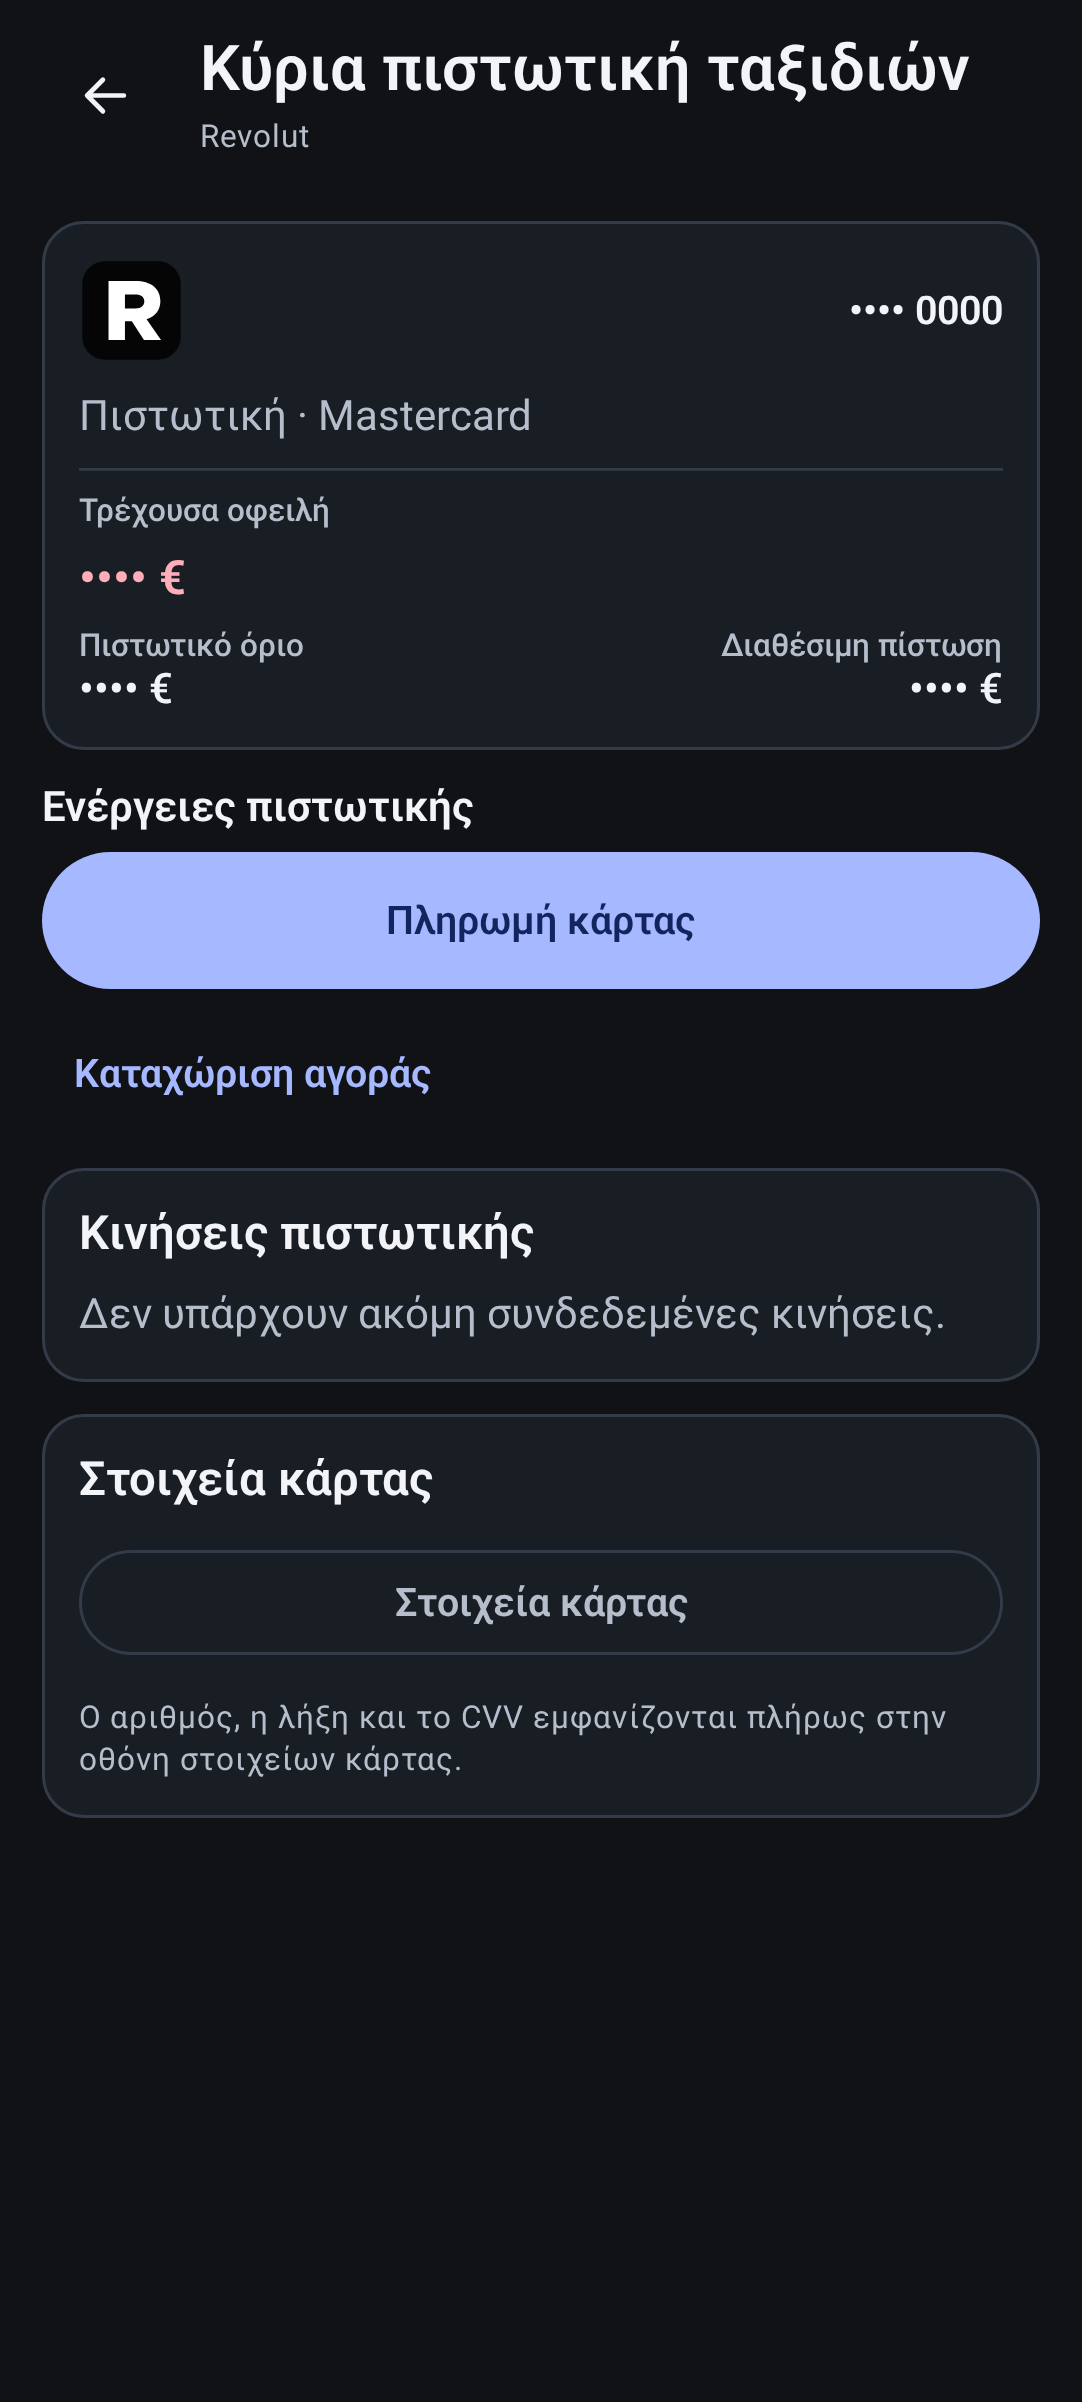 Κύρια πιστωτική ταξιδιών
Revolut
R
•••• 0000
Πιστωτική · Mastercard
Τρέχουσα οφειλή
•••• €
Πιστωτικό όριο
•••• €
Διαθέσιμη πίστωση
•••• €
Ενέργειες πιστωτικής
Πληρωμή κάρτας
Καταχώριση αγοράς
Κινήσεις πιστωτικής
Δεν υπάρχουν ακόμη συνδεδεμένες κινήσεις.
Στοιχεία κάρτας
Στοιχεία κάρτας
Ο αριθμός, η λήξη και το CVV εμφανίζονται πλήρως στην
οθόνη στοιχείων κάρτας.